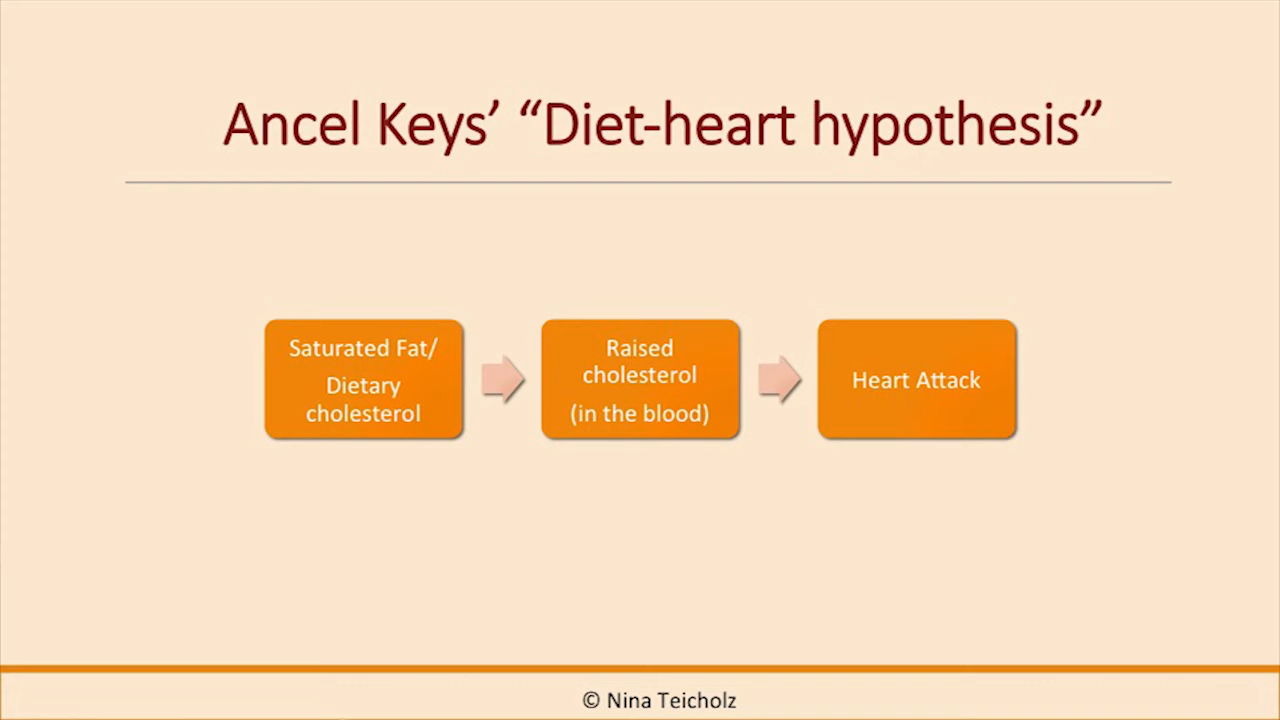 Ancel Keys’ “Diet-heart hypothesis”
Saturated Fat/
Dietary
cholesterol
Raised
cholesterol
(in the blood)
Heart Attack
© Nina Teicholz